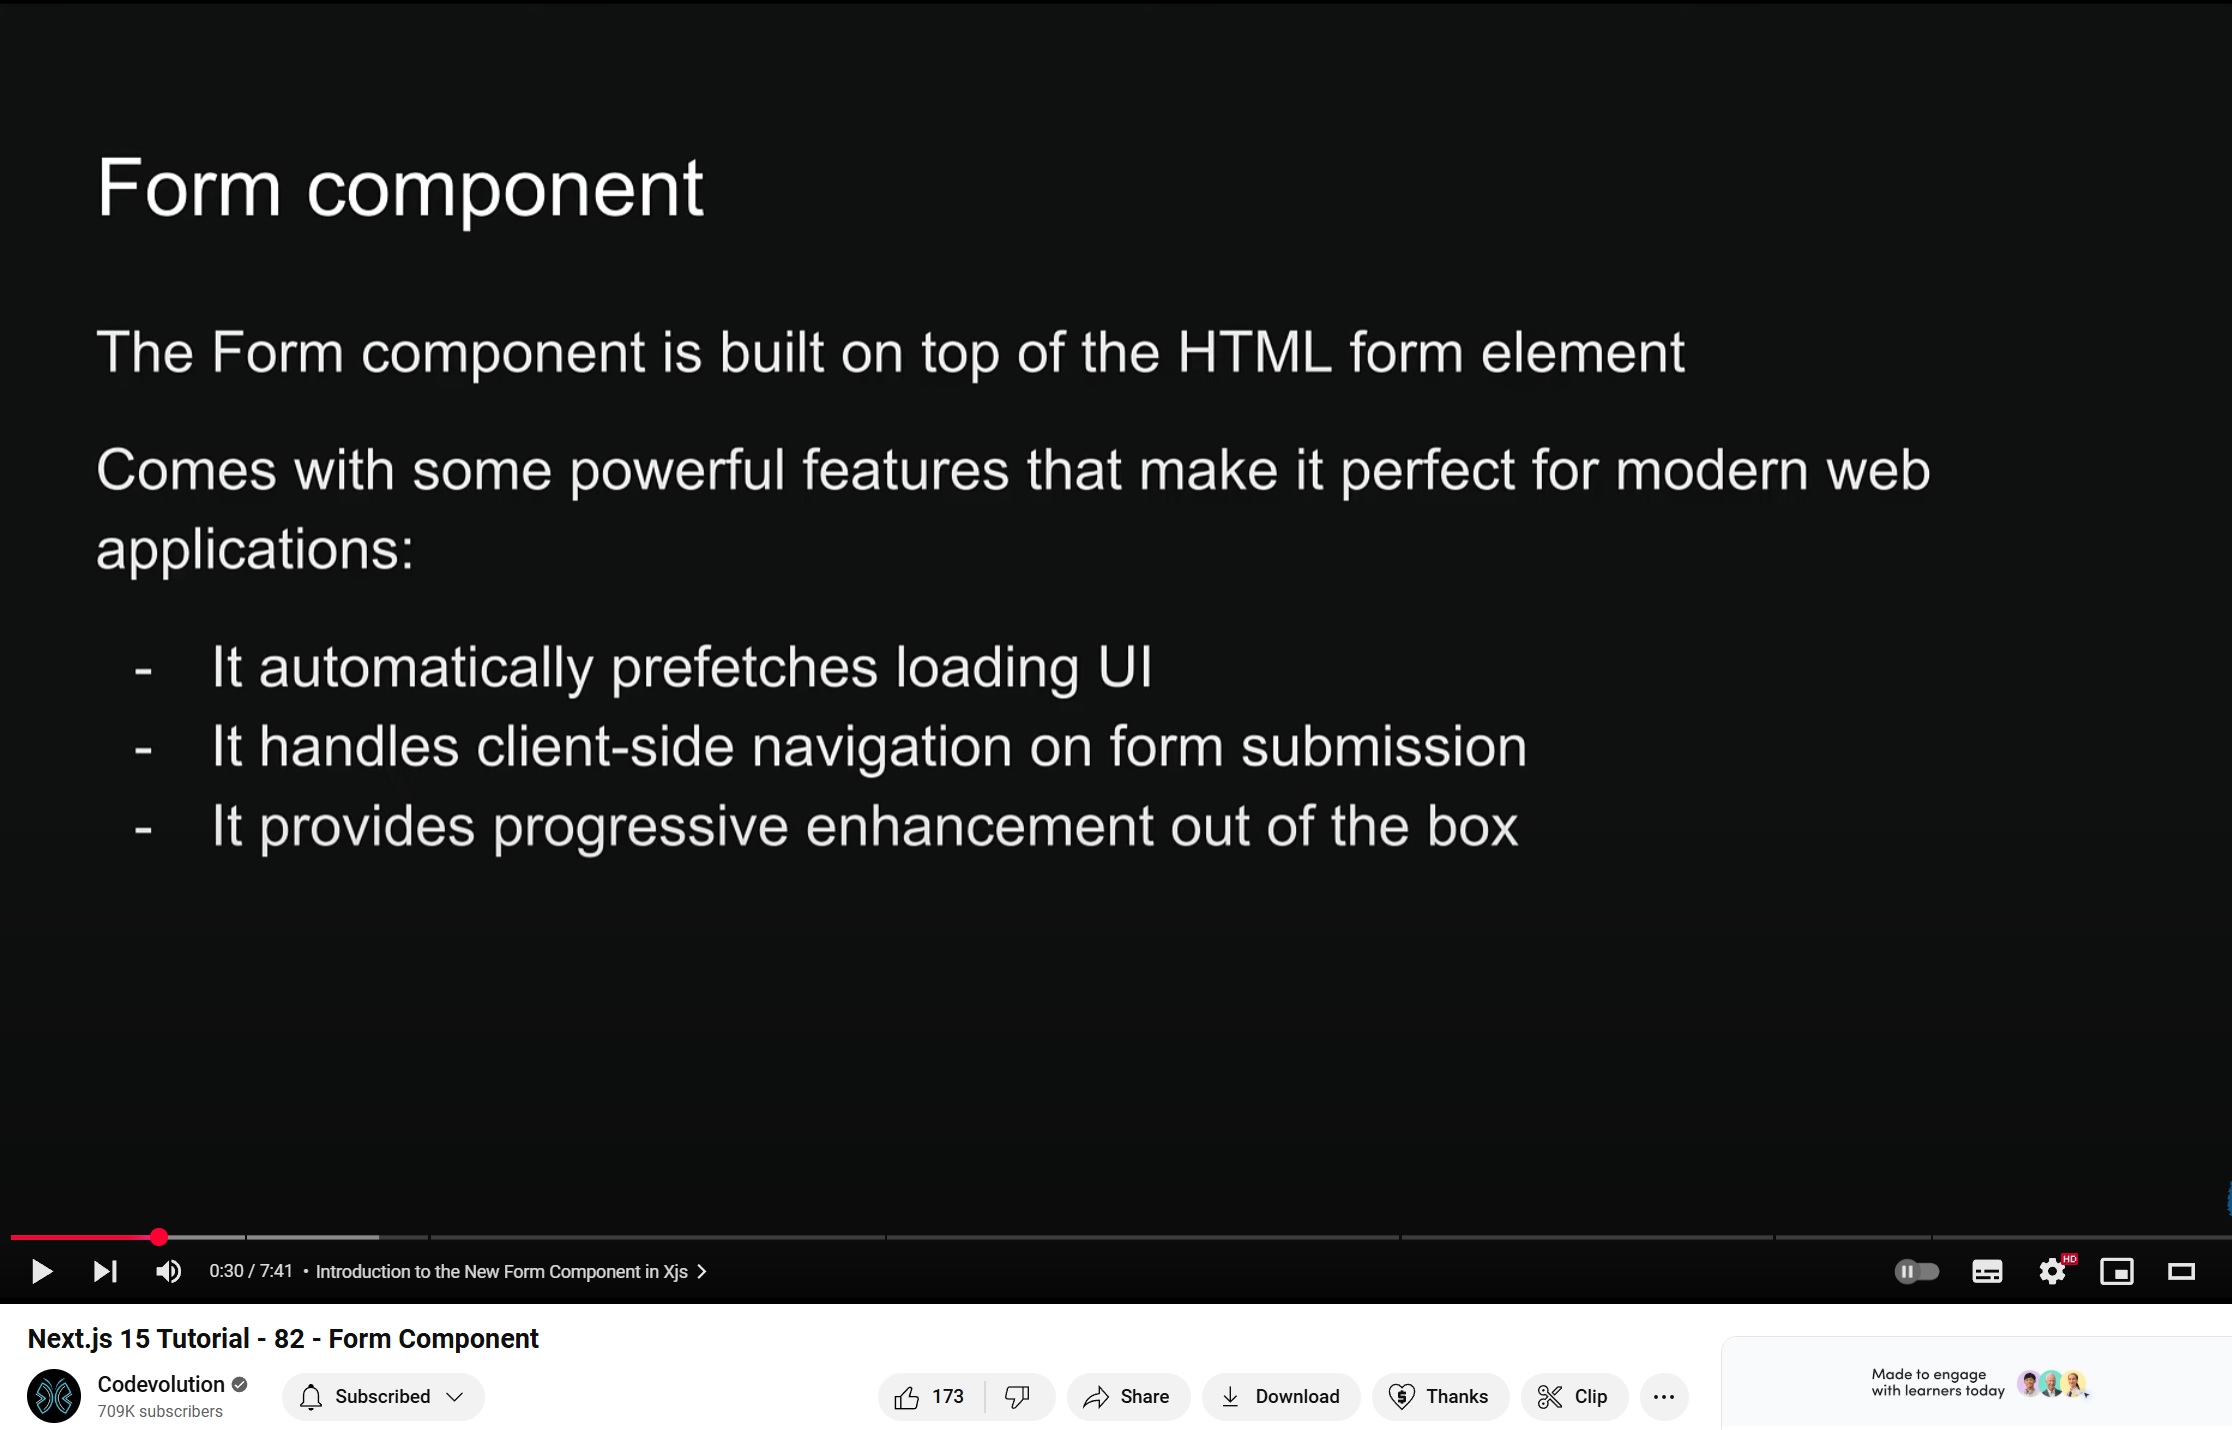 Form component
The Form component is built on top of the HTML form element
Comes with some powerful features that make it perfect for modern web
applications:
- It automatically prefetches loading UI
- It handles client-side navigation on form submission
- It provides progressive enhancement out of the box
0:30 / 7:41 • Introduction to the New Form Component in Xjs
HD
Next.js 15 Tutorial - 82 - Form Component
Codevolution
709K subscribers
Subscribed
173
Share
Download
Thanks
Clip
Made to engage
with learners today